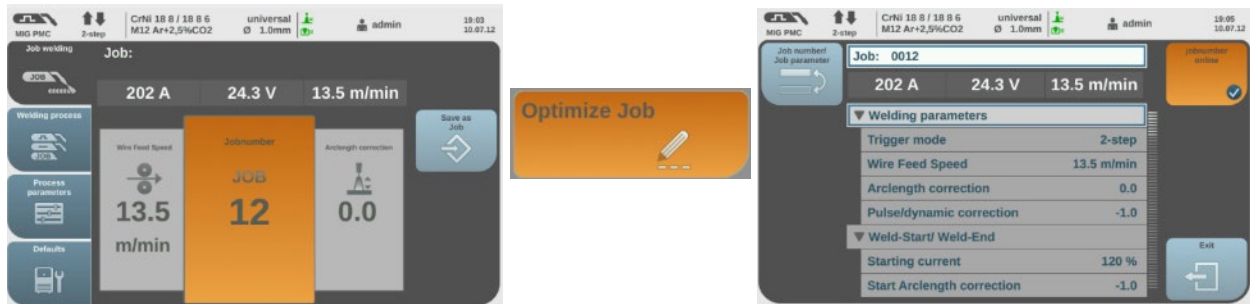 MIG PMC
2-step
CrNi 18 8 / 18 8 6
M12 Ar+2,5%CO2
universal
Ø 1.0mm
admin
19:03
10.07.12
Job welding
JOB
Job:
202 A 24.3 V 13.5 m/min
Welding process
JOB
Process
parameters
Defaults
Wire Feed Speed
13.5
m/min
Jobnumber
JOB
12
Arclength correction
0.0
Save as
Job
Optimize Job
MIG PMC
2-step
CrNi 18 8 / 18 8 6
M12 Ar+2,5%CO2
universal
Ø 1.0mm
admin
19:05
10.07.12
Job number/
Job parameter
Job: 0012
202 A 24.3 V 13.5 m/min
Welding parameters
Trigger mode 2-step
Wire Feed Speed 13.5 m/min
Arclength correction 0.0
Pulse/dynamic correction -1.0
Weld-Start/ Weld-End
Starting current 120 %
Start Arclength correction -1.0
jobnumber
online
Exit